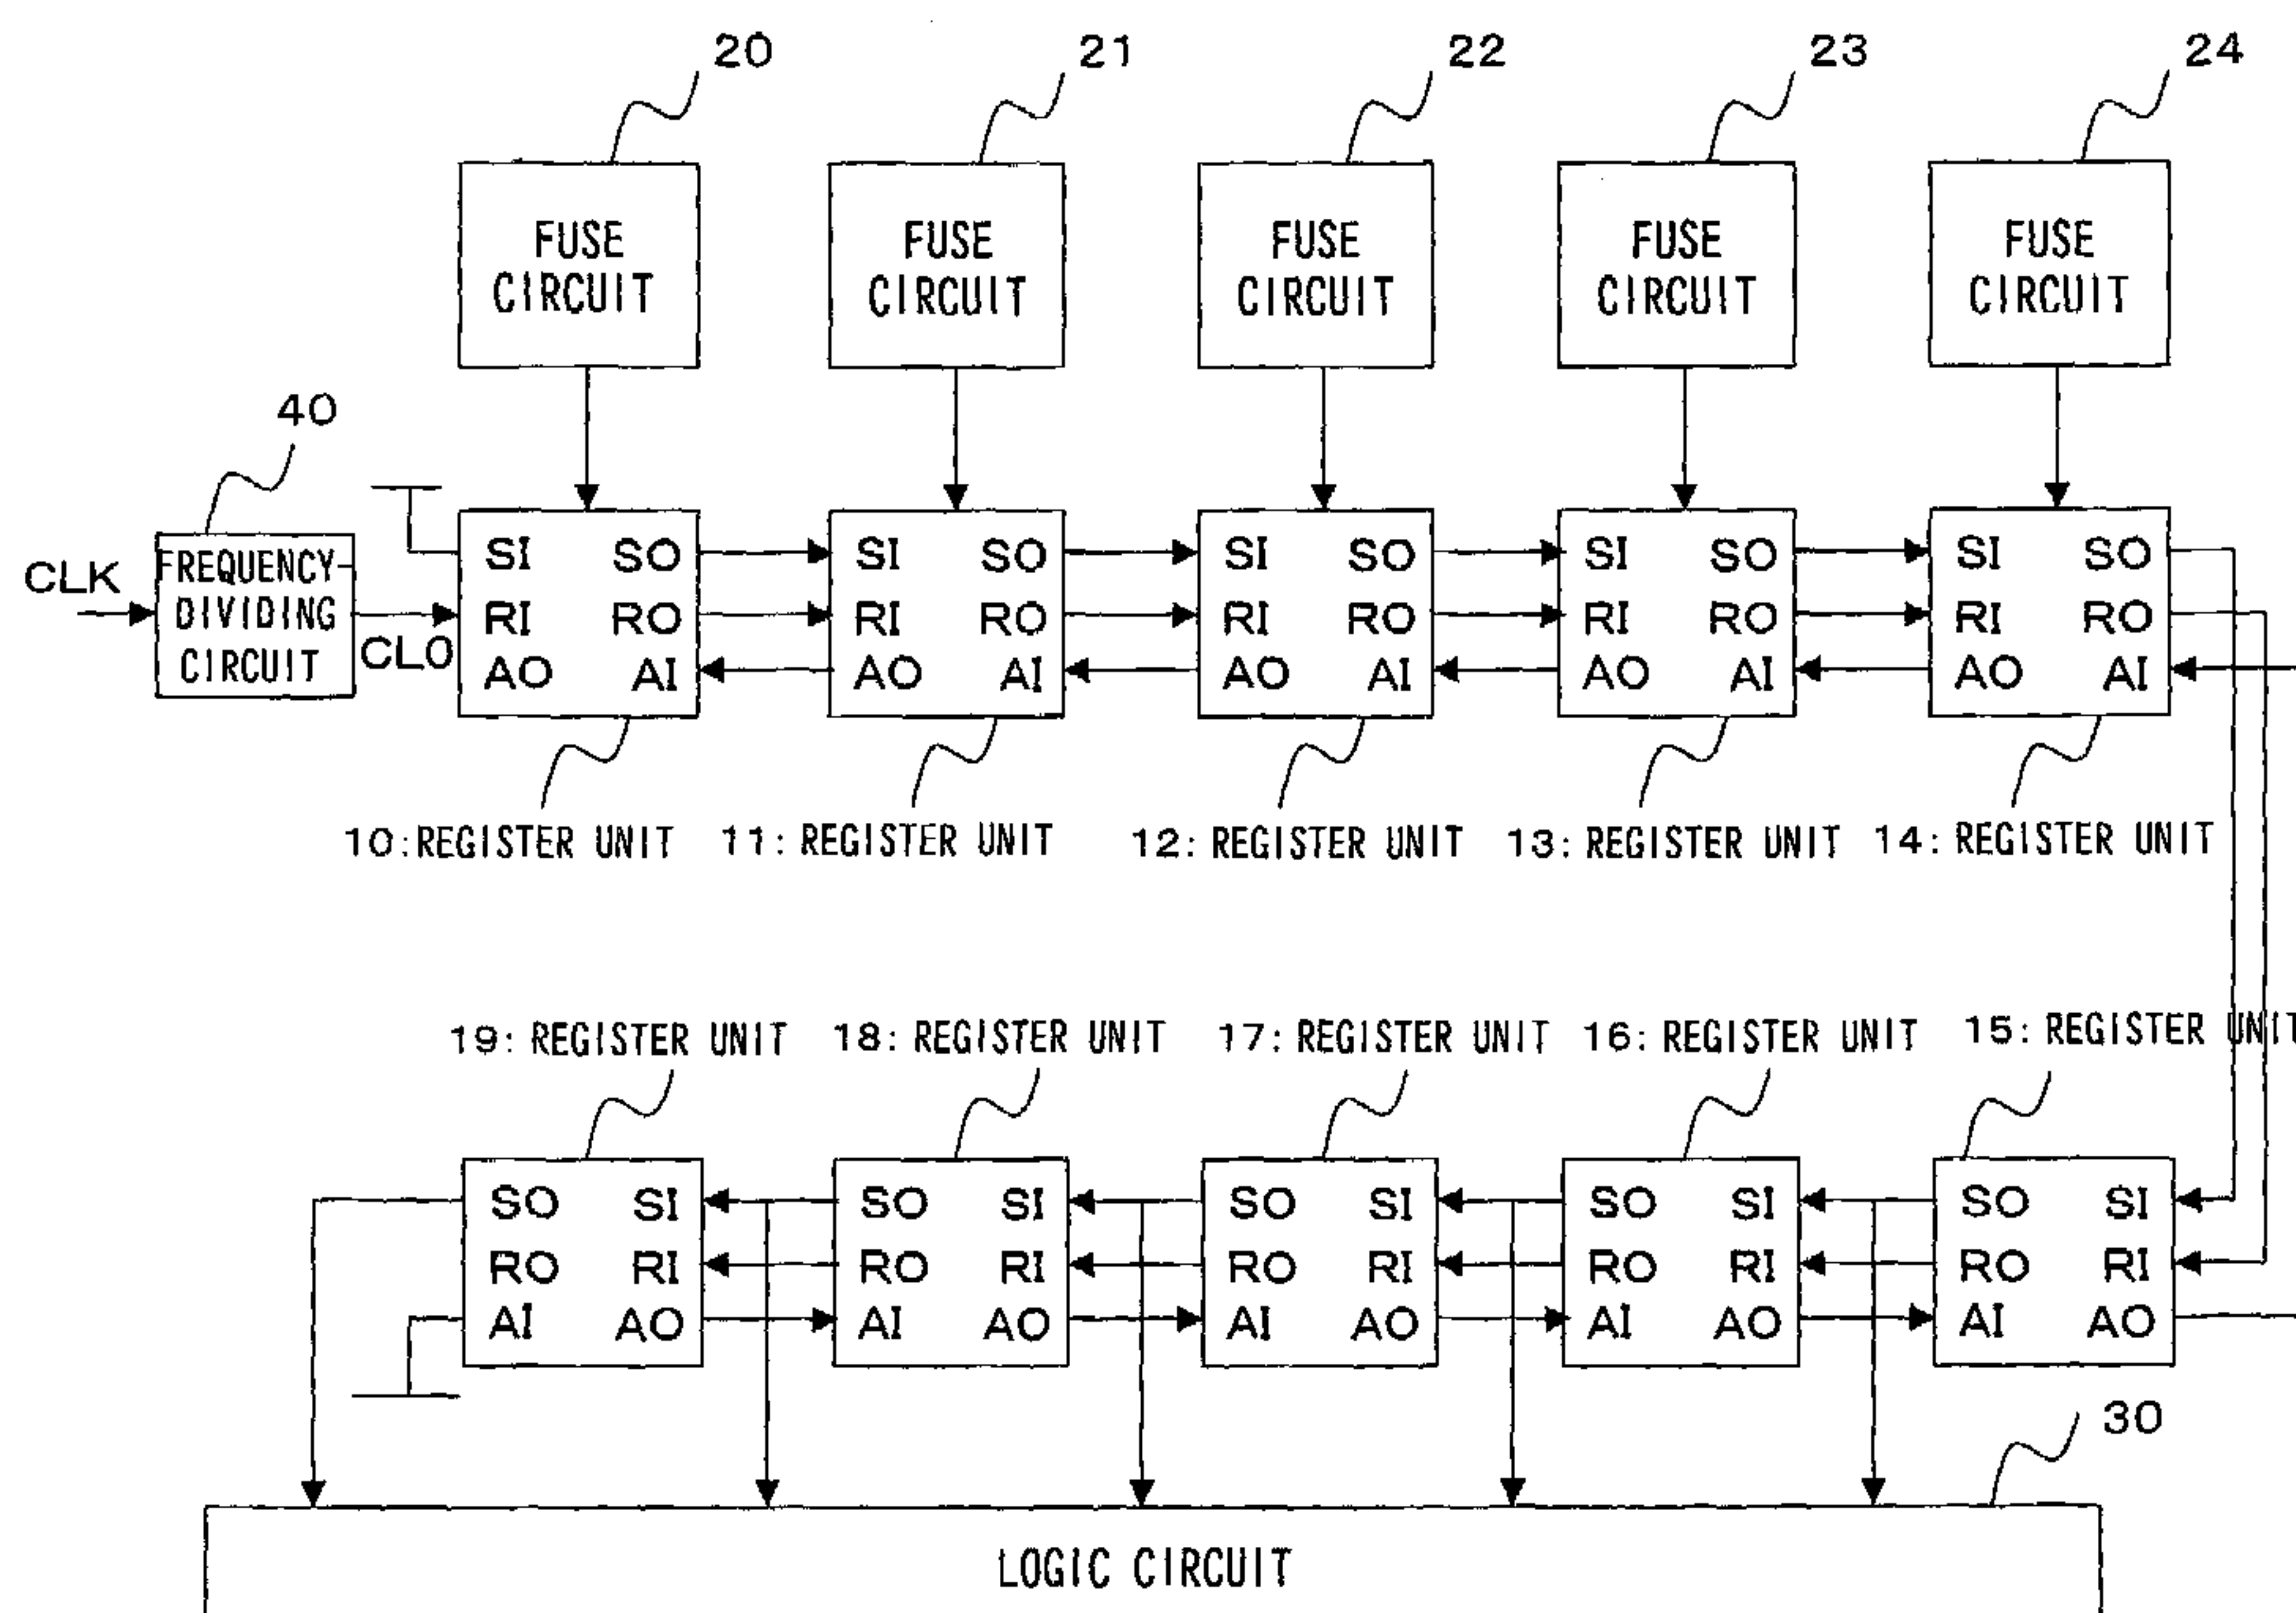 20 21 22 23 24
FUSE CIRCUIT FUSE CIRCUIT FUSE CIRCUIT FUSE CIRCUIT FUSE CIRCUIT
40
CLK
FREQUENCY-
DIVIDING
CIRCUIT
CL0
SI SO SI SO SI SO SI SO SI SO
RI RO RI RO RI RO RI RO RI RO
AO AI AO AI AO AI AO AI AO AI
10: REGISTER UNIT 11: REGISTER UNIT 12: REGISTER UNIT 13: REGISTER UNIT 14: REGISTER UNIT
19: REGISTER UNIT 18: REGISTER UNIT 17: REGISTER UNIT 16: REGISTER UNIT 15: REGISTER UNIT
SO SI SO SI SO SI SO SI SO SI
RO RI RO RI RO RI RO RI RO RI
AI AO AI AO AI AO AI AO AI AO
30
LOGIC CIRCUIT